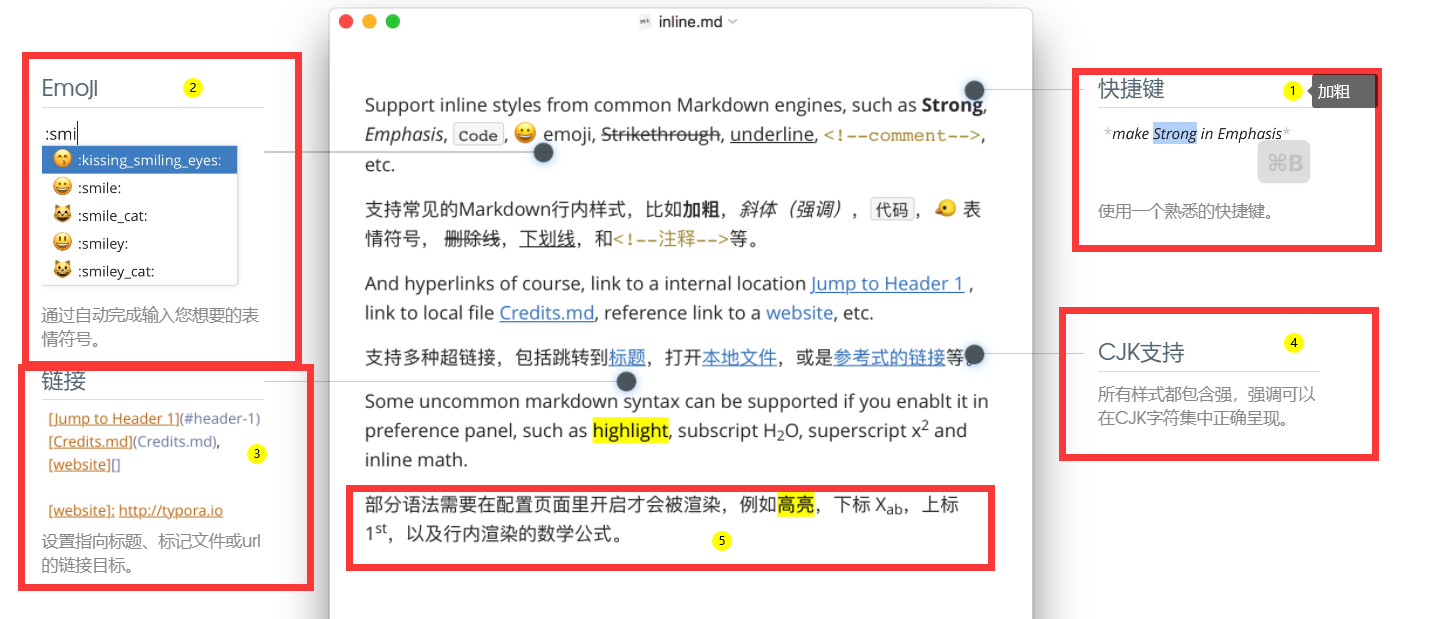 inline.md
Emoji
2
:smi
:kissing_smiling_eyes:
:smile:
:smile_cat:
:smiley:
:smiley_cat:
通过自动完成输入您想要的表
情符号。
链接
[Jump to Header 1](#header-1)
[Credits.md](Credits.md),
[website][]
3
[website]: http://typora.io
设置指向标题、标记文件或url
的链接目标。
Support inline styles from common Markdown engines, such as Strong,
Emphasis, Code, 😀 emoji, Strikethrough, underline, <!--comment-->,
etc.
支持常见的Markdown行内样式，比如加粗，斜体（强调），代码，🐤 表
情符号， 删除线，下划线，和<!--注释-->等。
And hyperlinks of course, link to a internal location Jump to Header 1 ,
link to local file Credits.md, reference link to a website, etc.
支持多种超链接，包括跳转到标题，打开本地文件，或是参考式的链接等。
Some uncommon markdown syntax can be supported if you enablt it in
preference panel, such as highlight, subscript H₂O, superscript x² and
inline math.
部分语法需要在配置页面里开启才会被渲染，例如高亮，下标 Xab，上标
1st，以及行内渲染的数学公式。
5
快捷键
1
加粗
*make Strong in Emphasis*
⌘B
使用一个熟悉的快捷键。
CJK支持
4
所有样式都包含强，强调可以
在CJK字符集中正确呈现。